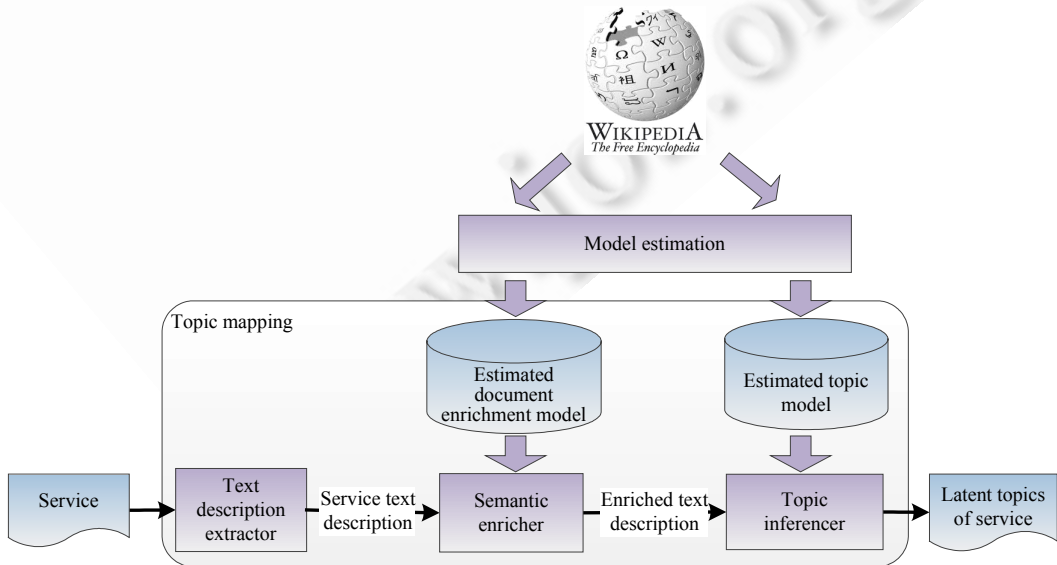 WIKIPEDIA
The Free Encyclopedia
Model estimation
Topic mapping
Estimated
document
enrichment model
Estimated topic
model
Service
Text
description
extractor
Service text
description
Semantic
enricher
Enriched text
description
Topic
inferencer
Latent topics
of service